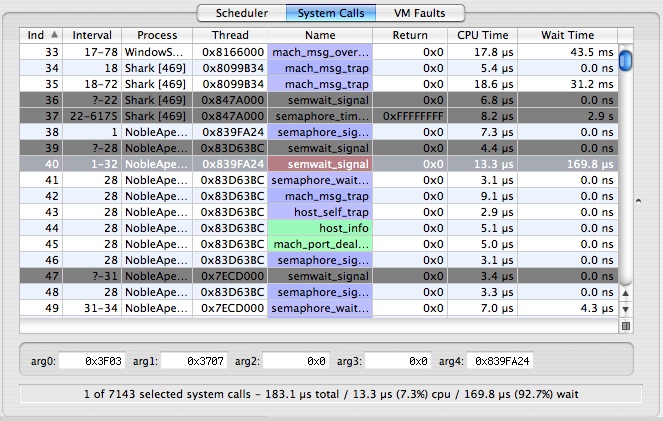 Scheduler System Calls VM Faults
Ind Interval Process Thread Name Return CPU Time Wait Time
33 17-78 WindowS... 0x8166000 mach_msg_over... 0x0 17.8 µs 43.5 ms
34 18 Shark [469] 0x8099B34 mach_msg_trap 0x0 5.4 µs 0.0 ns
35 18-72 Shark [469] 0x8099B34 mach_msg_trap 0x0 18.6 µs 31.2 ms
36 ?-22 Shark [469] 0x847A000 semwait_signal 0x0 6.8 µs 0.0 ns
37 22-6175 Shark [469] 0x847A000 semaphore_tim... 0xFFFFFFFF 8.2 µs 2.9 s
38 1 NobleApe... 0x839FA24 semaphore_sig... 0x0 7.3 µs 0.0 ns
39 ?-28 NobleApe... 0x83D63BC semwait_signal 0x0 4.4 µs 0.0 ns
40 1-32 NobleApe... 0x839FA24 semwait_signal 0x0 13.3 µs 169.8 µs
41 28 NobleApe... 0x83D63BC semaphore_wait... 0x0 3.1 µs 0.0 ns
42 28 NobleApe... 0x83D63BC mach_msg_trap 0x0 9.1 µs 0.0 ns
43 28 NobleApe... 0x83D63BC host_self_trap 0x0 2.9 µs 0.0 ns
44 28 NobleApe... 0x83D63BC host_info 0x0 5.1 µs 0.0 ns
45 28 NobleApe... 0x83D63BC mach_port_deal... 0x0 5.0 µs 0.0 ns
46 28 NobleApe... 0x83D63BC semaphore_sig... 0x0 3.1 µs 0.0 ns
47 ?-31 NobleApe... 0x7ECD000 semwait_signal 0x0 3.4 µs 0.0 ns
48 28 NobleApe... 0x83D63BC semaphore_sig... 0x0 3.3 µs 0.0 ns
49 31-34 NobleApe... 0x7ECD000 semaphore_wait... 0x0 7.0 µs 4.3 µs
arg0: 0x3F03 arg1: 0x3707 arg2: 0x0 arg3: 0x0 arg4: 0x839FA24
1 of 7143 selected system calls - 183.1 µs total / 13.3 µs (7.3%) cpu / 169.8 µs (92.7%) wait